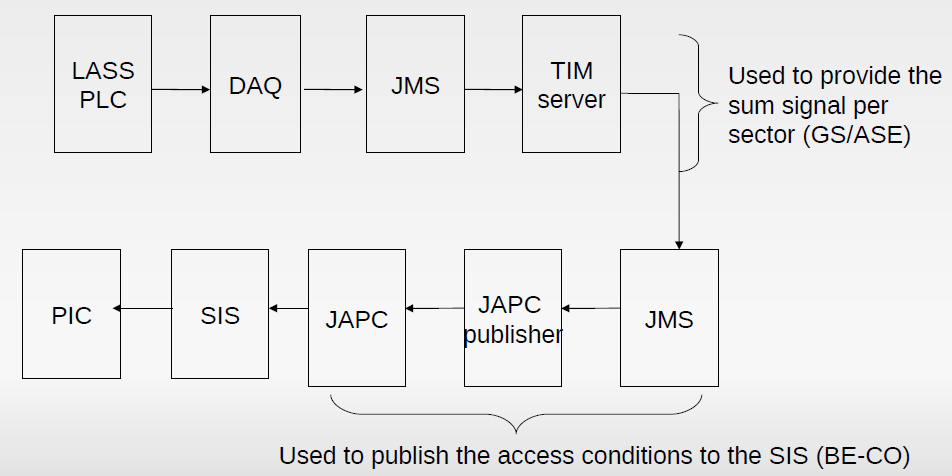 LASS
PLC
DAQ
JMS
TIM
server
Used to provide the
sum signal per
sector (GS/ASE)
PIC
SIS
JAPC
JAPC
publisher
JMS
Used to publish the access conditions to the SIS (BE-CO)